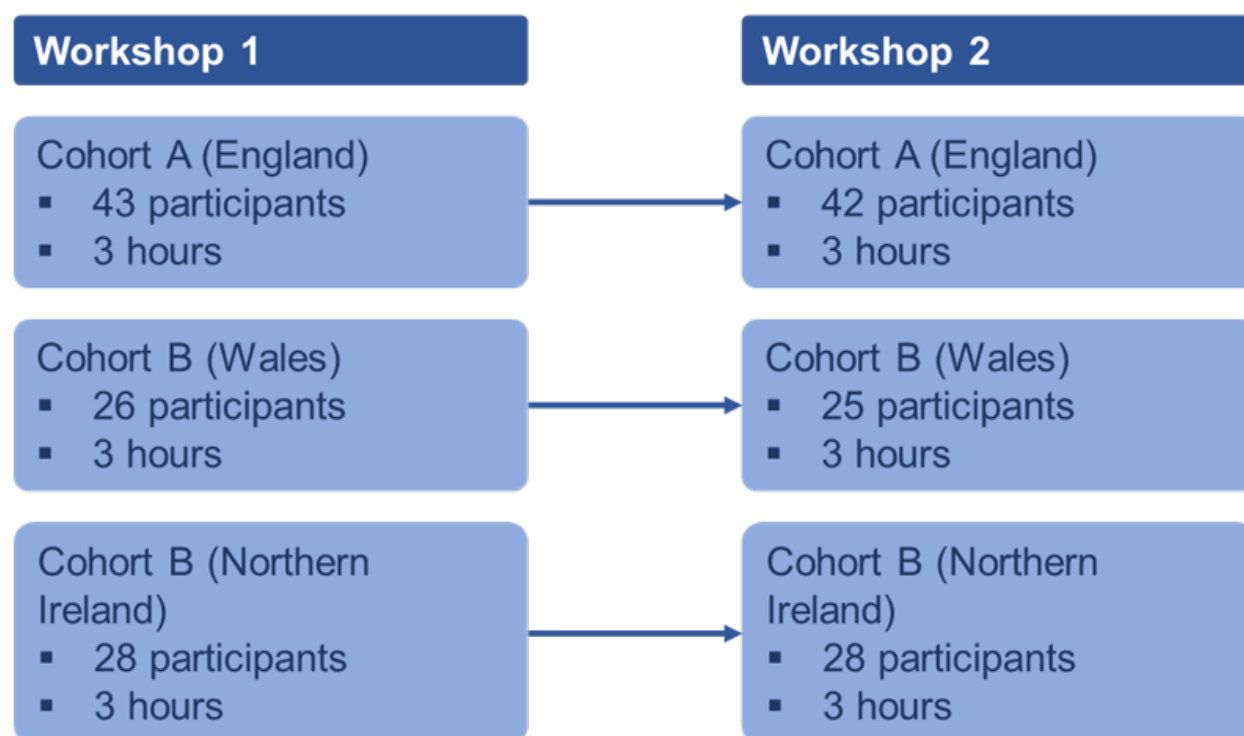 Workshop 1
Cohort A (England)
▪ 43 participants
▪ 3 hours
Cohort B (Wales)
▪ 26 participants
▪ 3 hours
Cohort B (Northern
Ireland)
▪ 28 participants
▪ 3 hours
Workshop 2
Cohort A (England)
▪ 42 participants
▪ 3 hours
Cohort B (Wales)
▪ 25 participants
▪ 3 hours
Cohort B (Northern
Ireland)
▪ 28 participants
▪ 3 hours